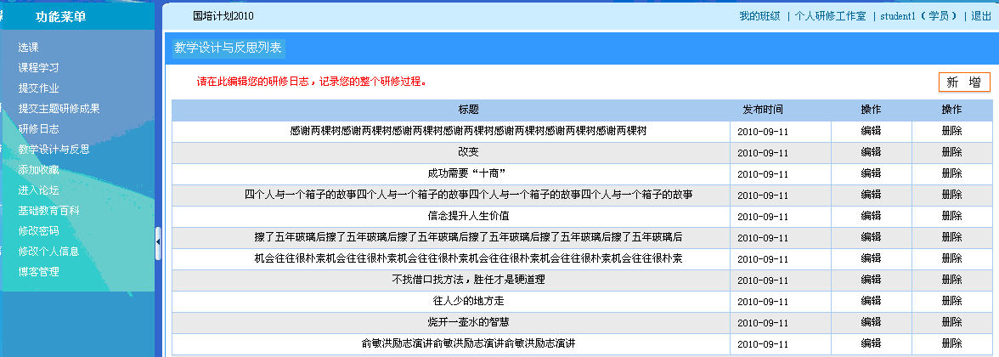 功能菜单
选课
课程学习
提交作业
提交主题研修成果
研修日志
教学设计与反思
添加收藏
进入论坛
基础教育百科
修改密码
修改个人信息
博客管理
国培计划2010
我的班级 | 个人研修工作室 | student1（学员） | 退出
教学设计与反思列表
请在此编辑您的研修日志，记录您的整个研修过程。
新 增
标题 发布时间 操作 操作
感谢两棵树感谢两棵树感谢两棵树感谢两棵树感谢两棵树感谢两棵树感谢两棵树 2010-09-11 编辑 删除
改变 2010-09-11 编辑 删除
成功需要“十商” 2010-09-11 编辑 删除
四个人与一个箱子的故事四个人与一个箱子的故事四个人与一个箱子的故事四个人与一个箱子的故事 2010-09-11 编辑 删除
信念提升人生价值 2010-09-11 编辑 删除
擦了五年玻璃后擦了五年玻璃后擦了五年玻璃后擦了五年玻璃后擦了五年玻璃后擦了五年玻璃后 2010-09-11 编辑 删除
机会往往很朴素机会往往很朴素机会往往很朴素机会往往很朴素机会往往很朴素机会往往很朴素 2010-09-11 编辑 删除
不找借口找方法，胜任才是硬道理 2010-09-11 编辑 删除
往人少的地方走 2010-09-11 编辑 删除
烧开一壶水的智慧 2010-09-11 编辑 删除
俞敏洪励志演讲俞敏洪励志演讲俞敏洪励志演讲 2010-09-11 编辑 删除